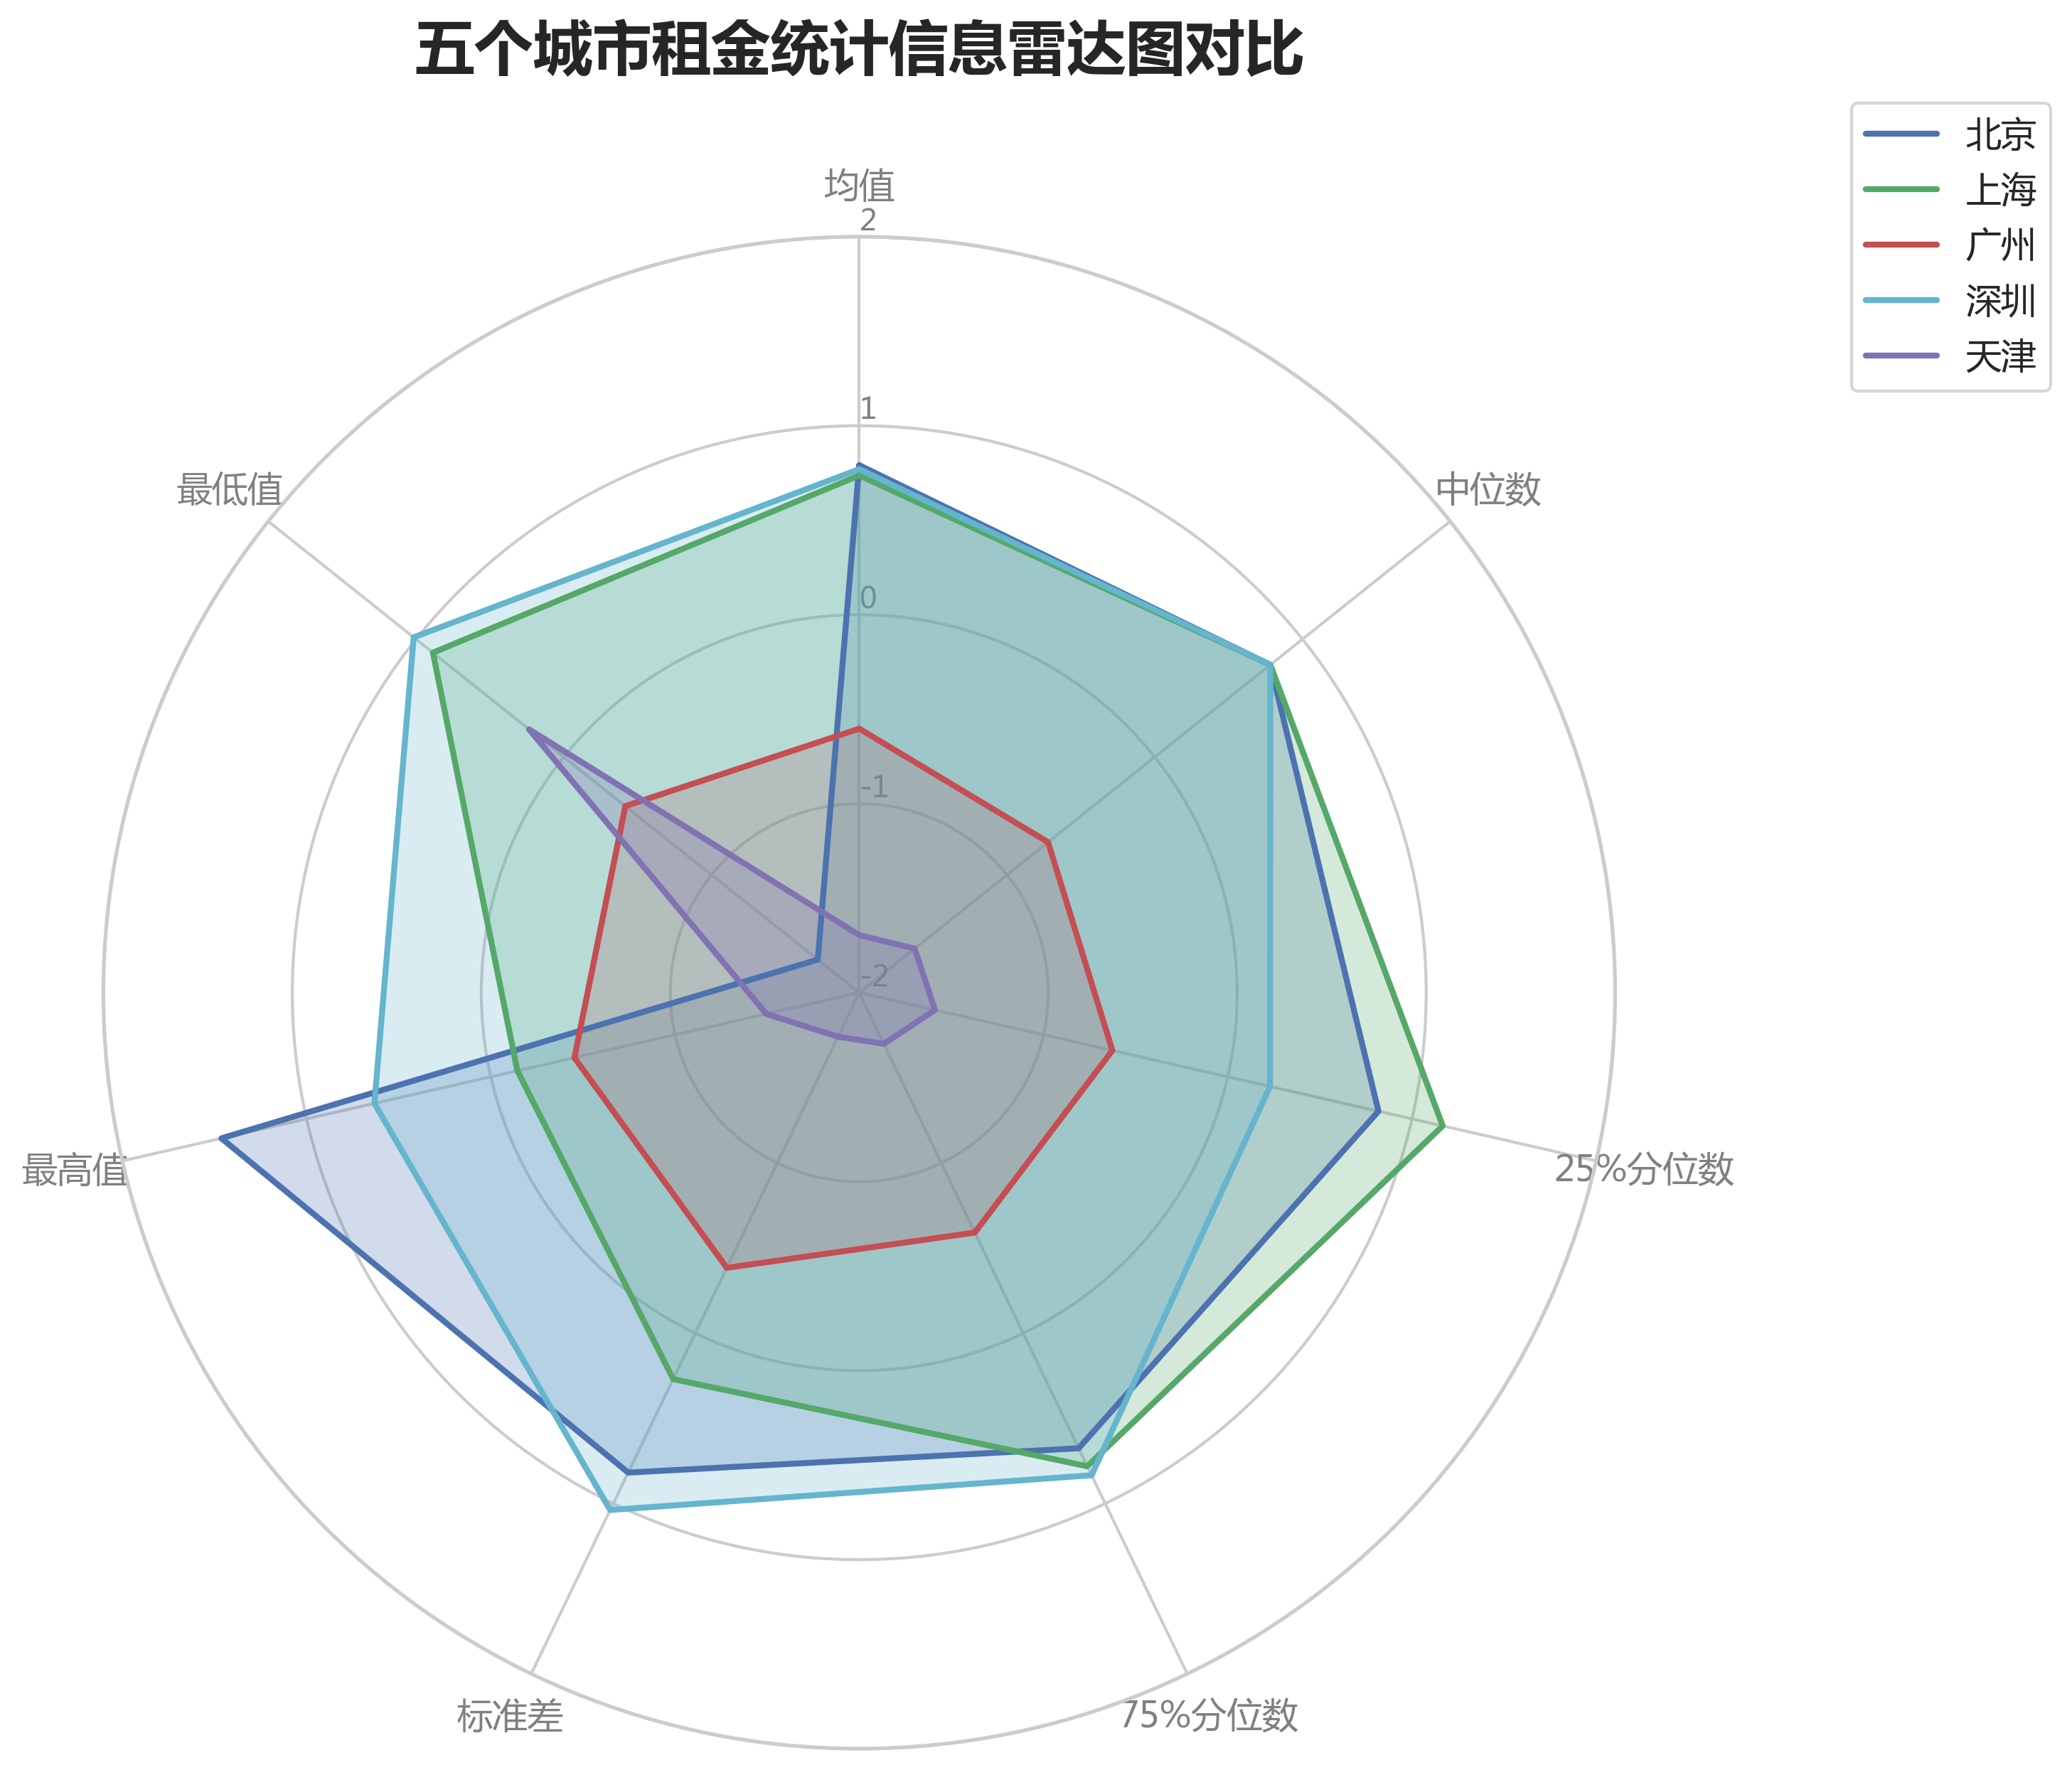 五个城市租金统计信息雷达图对比
北京
上海
广州
深圳
天津
均值
2
1
0
-1
-2
最低值
中位数
最高值
25%分位数
标准差
75%分位数